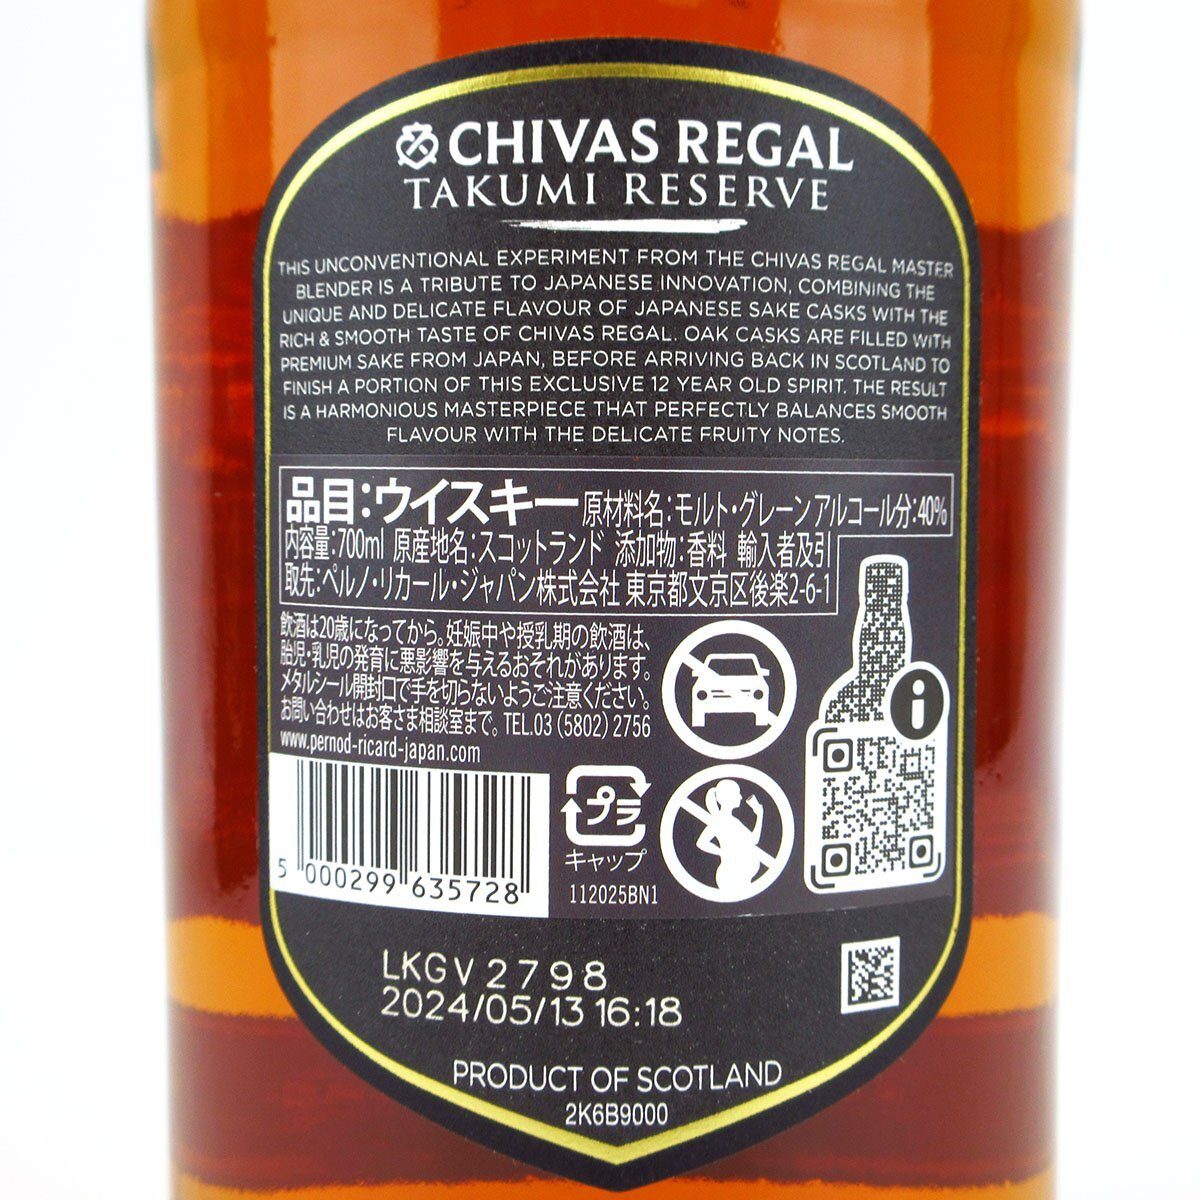 CHIVAS REGAL
TAKUMI RESERVE
THIS UNCONVENTIONAL EXPERIMENT FROM THE CHIVAS REGAL MASTER
BLENDER IS A TRIBUTE TO JAPANESE INNOVATION, COMBINING THE
UNIQUE AND DELICATE FLAVOUR OF JAPANESE SAKE CASKS WITH THE
RICH & SMOOTH TASTE OF CHIVAS REGAL. OAK CASKS ARE FILLED WITH
PREMIUM SAKE FROM JAPAN, BEFORE ARRIVING BACK IN SCOTLAND TO
FINISH A PORTION OF THIS EXCLUSIVE 12 YEAR OLD SPIRIT. THE RESULT
IS A HARMONIOUS MASTERPIECE THAT PERFECTLY BALANCES SMOOTH
FLAVOUR WITH THE DELICATE FRUITY NOTES.
品目:ウイスキー 原材料名:モルト・グレーン アルコール分:40%
内容量:700ml 原産地名:スコットランド 添加物:香料 輸入者及引
取先:ペルノ・リカール・ジャパン株式会社 東京都文京区後楽2-6-1
飲酒は20歳になってから。妊娠中や授乳期の飲酒は、
胎児・乳児の発育に悪影響を与えるおそれがあります。
メタルシール開封口で手を切らないようご注意ください。
お問い合わせはお客さま相談室まで。TEL.03(5802)2756
www.pernod-ricard-japan.com
5 000299 635728
プラ
キャップ
112025BN1
i
LKGV2798
2024/05/13 16:18
PRODUCT OF SCOTLAND
2K6B9000